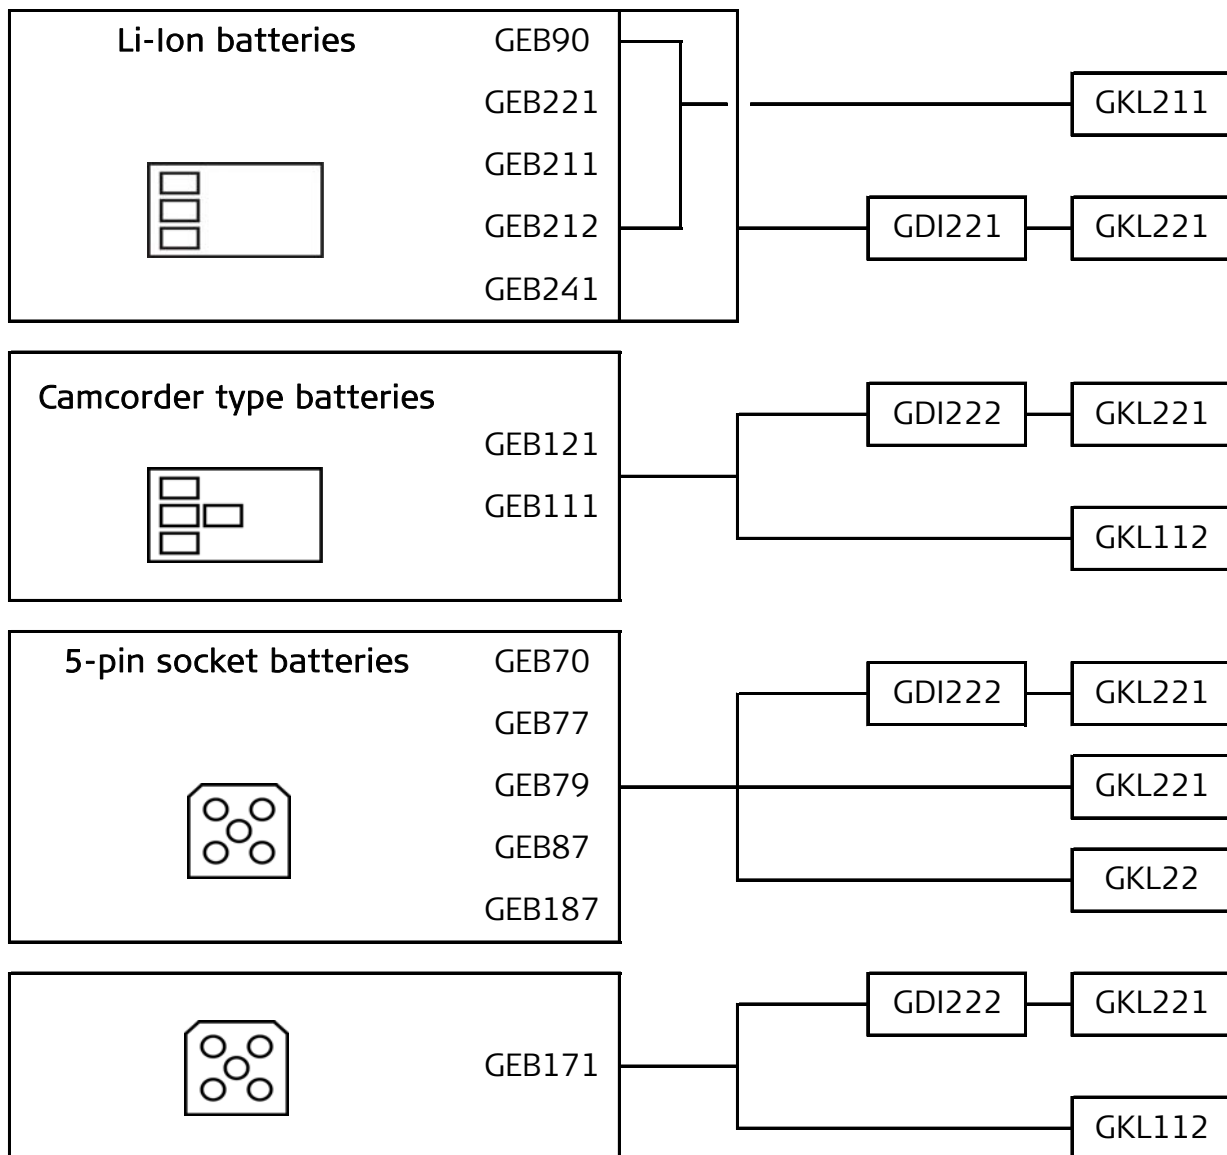 Li-Ion batteries GEB90
GEB221 GKL211
GEB211
GEB212 GDI221 GKL221
GEB241
Camcorder type batteries GDI222 GKL221
GEB121
GEB111
GKL112
5-pin socket batteries GEB70
GDI222 GKL221
GEB77
GEB79 GKL221
GEB87
GKL22
GEB187
GDI222 GKL221
GEB171
GKL112